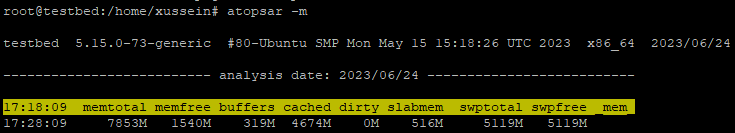 root@testbed:/home/xussein# atopsar -m
testbed  5.15.0-73-generic  #80-Ubuntu SMP Mon May 15 15:18:26 UTC 2023  x86_64  2023/06/24
-------------------------- analysis date: 2023/06/24 --------------------------
17:18:09  memtotal memfree buffers cached dirty slabmem  swptotal swpfree _mem_
17:28:09     7853M   1540M    319M  4674M    0M    516M     5119M   5119M